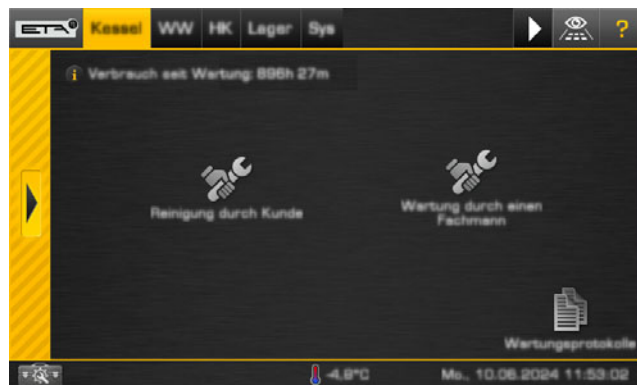 ETA
Kessel WW HK Lager Sys ?
Verbrauch seit Wartung: 896h 27m
Reinigung durch Kunde
Wartung durch einen
Fachmann
Wartungsprotokolle
-4,8°C Mo., 10.06.2024 11:53:02